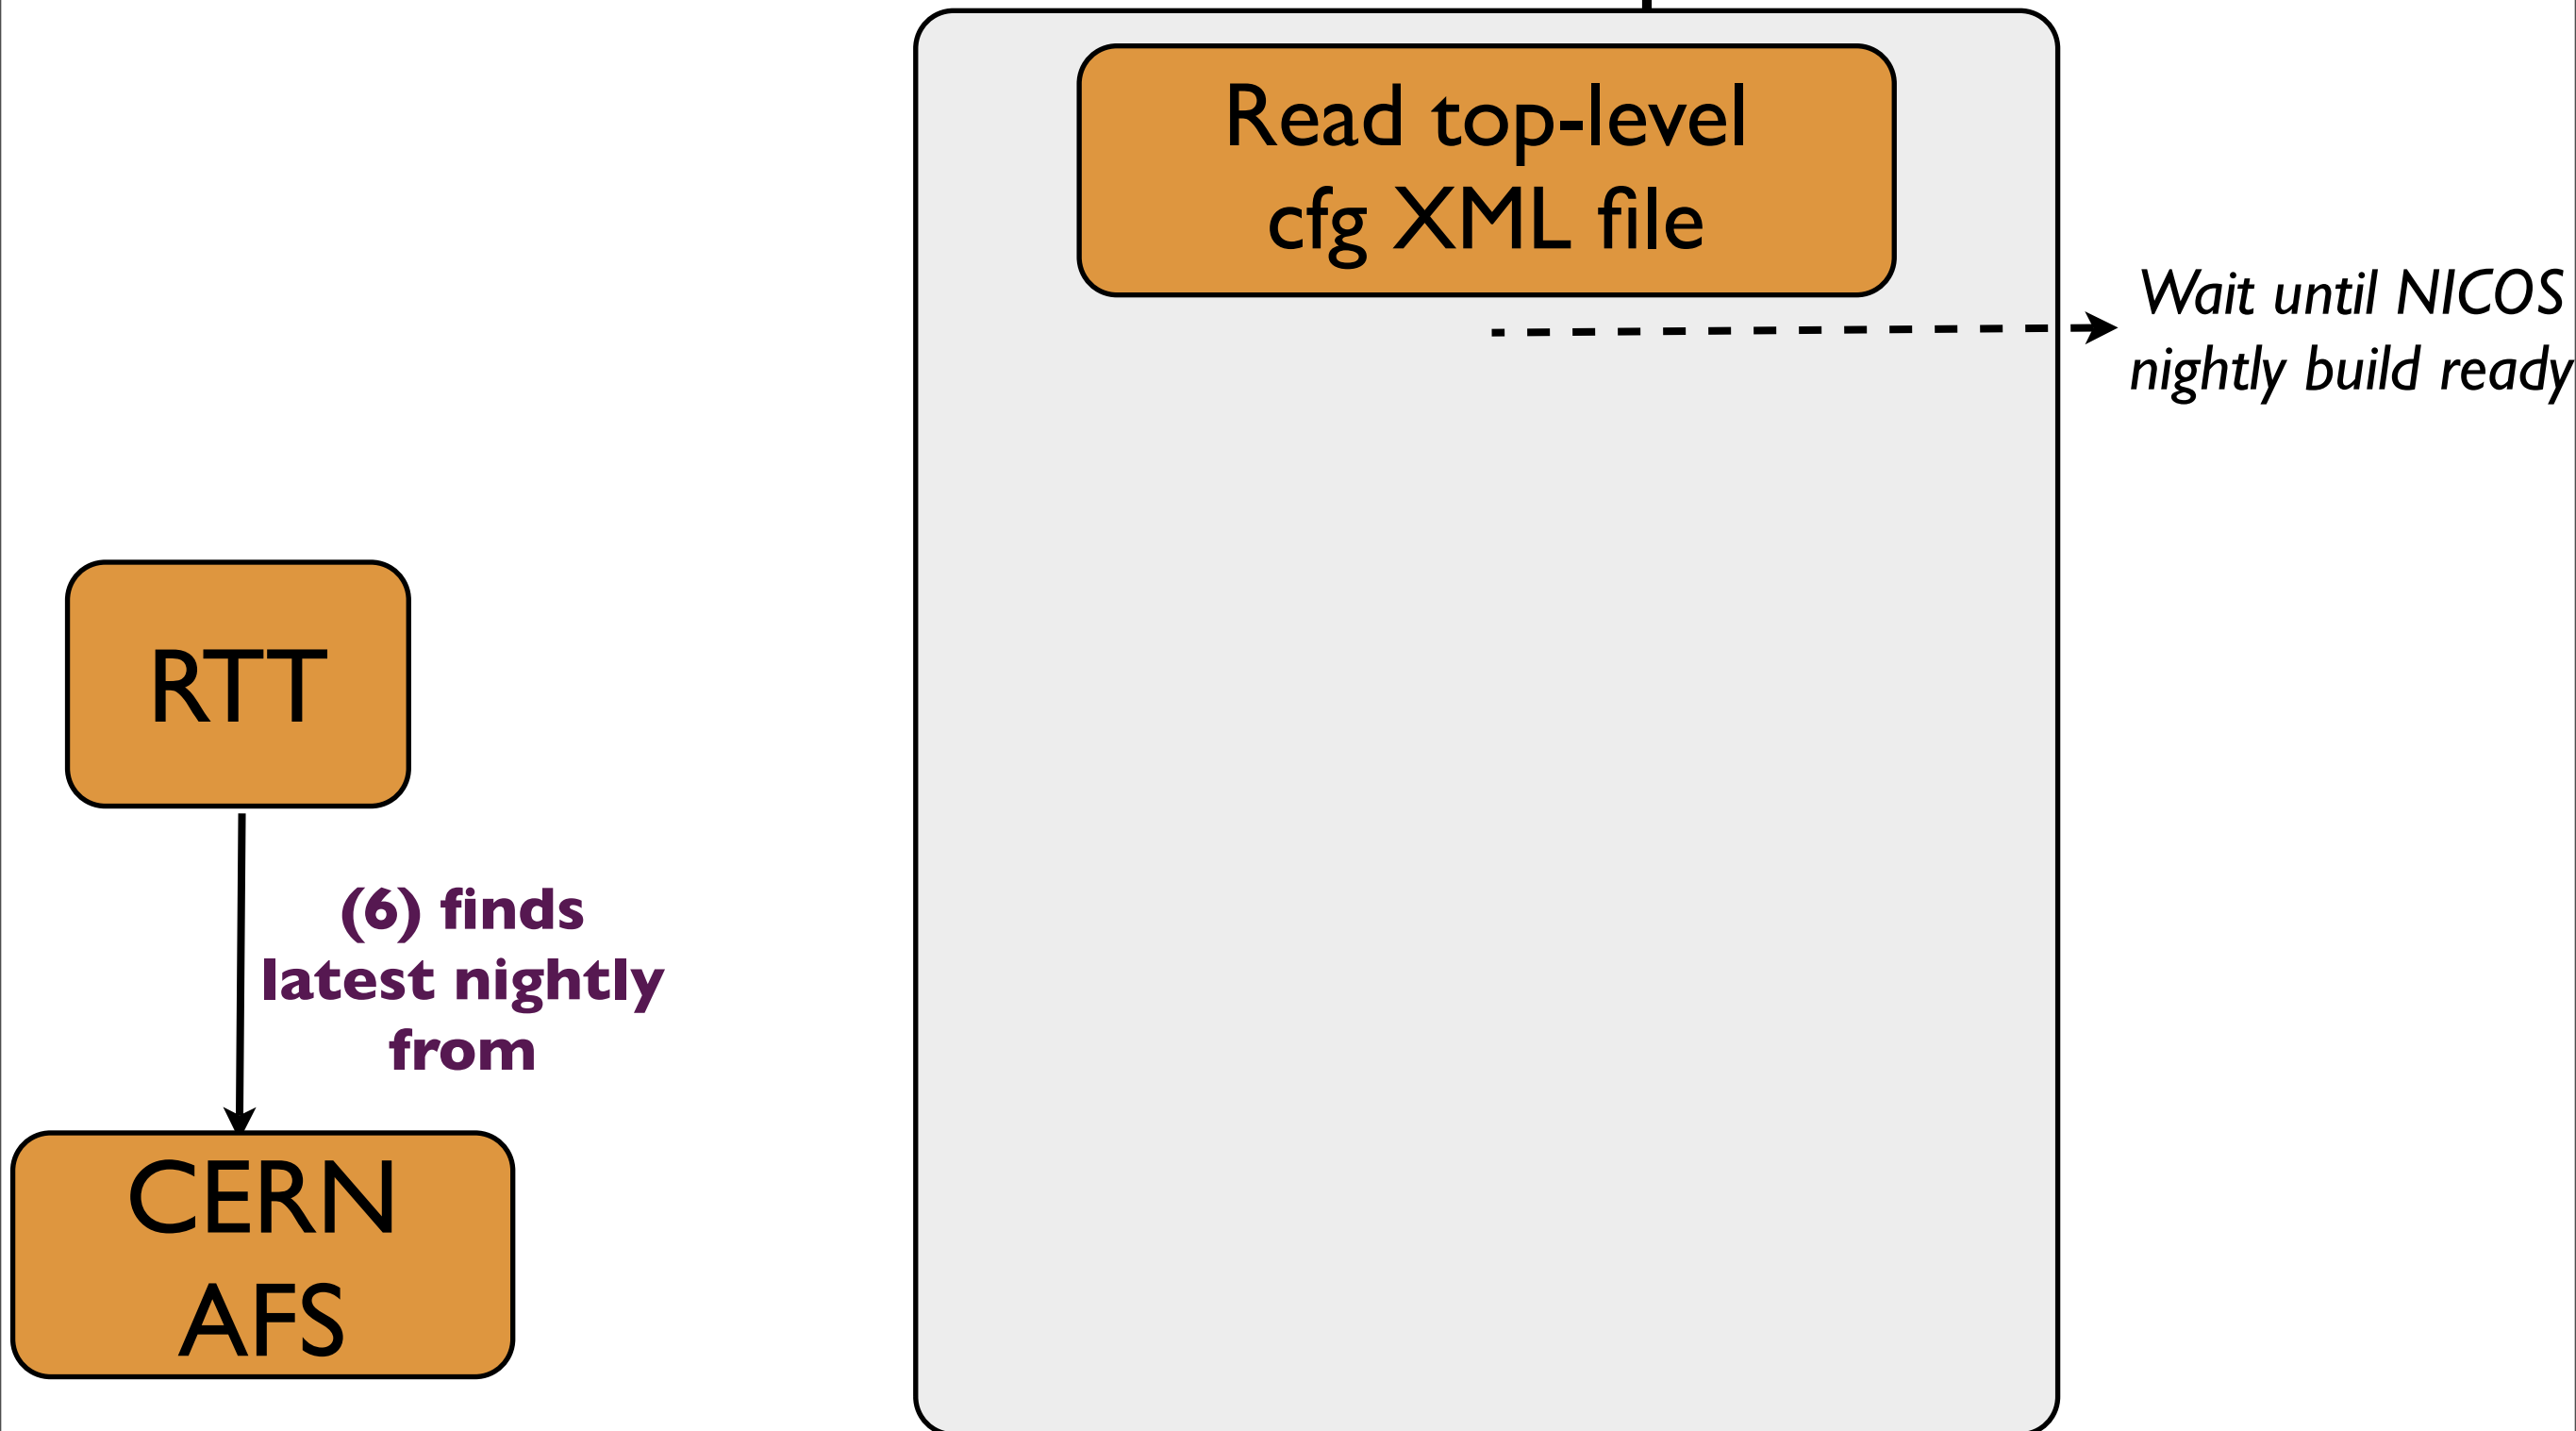 Read top-level
cfg XML file
Wait until NICOS
nightly build ready
RTT
(6) finds
latest nightly
from
CERN
AFS